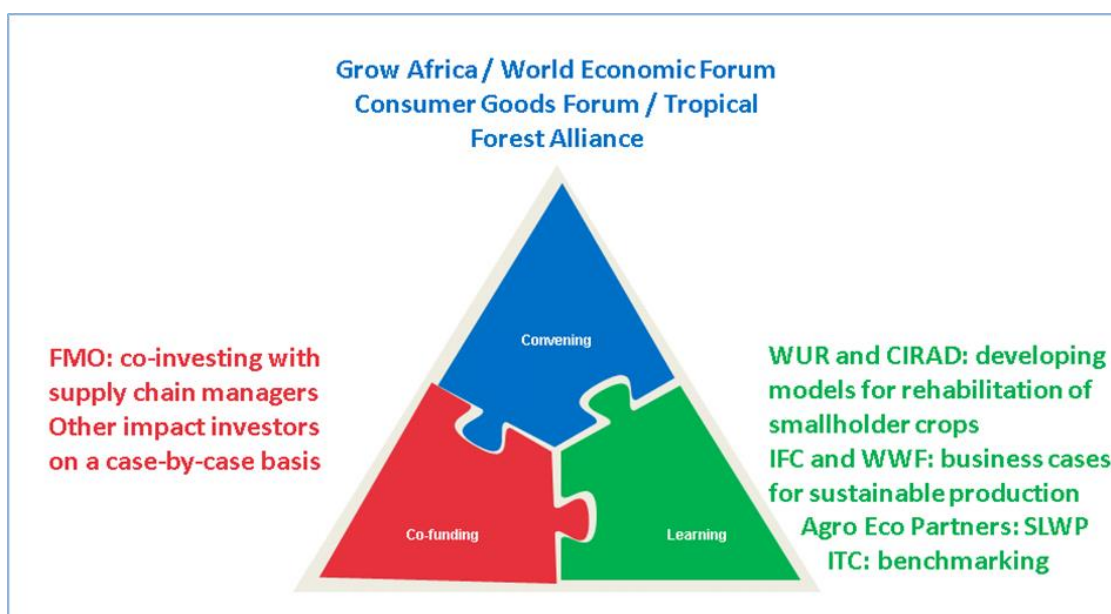 Grow Africa / World Economic Forum
Consumer Goods Forum / Tropical
Forest Alliance
Convening
FMO: co-investing with
supply chain managers
Other impact investors
on a case-by-case basis
WUR and CIRAD: developing
models for rehabilitation of
smallholder crops
IFC and WWF: business cases
for sustainable production
Agro Eco Partners: SLWP
ITC: benchmarking
Co-funding
Learning